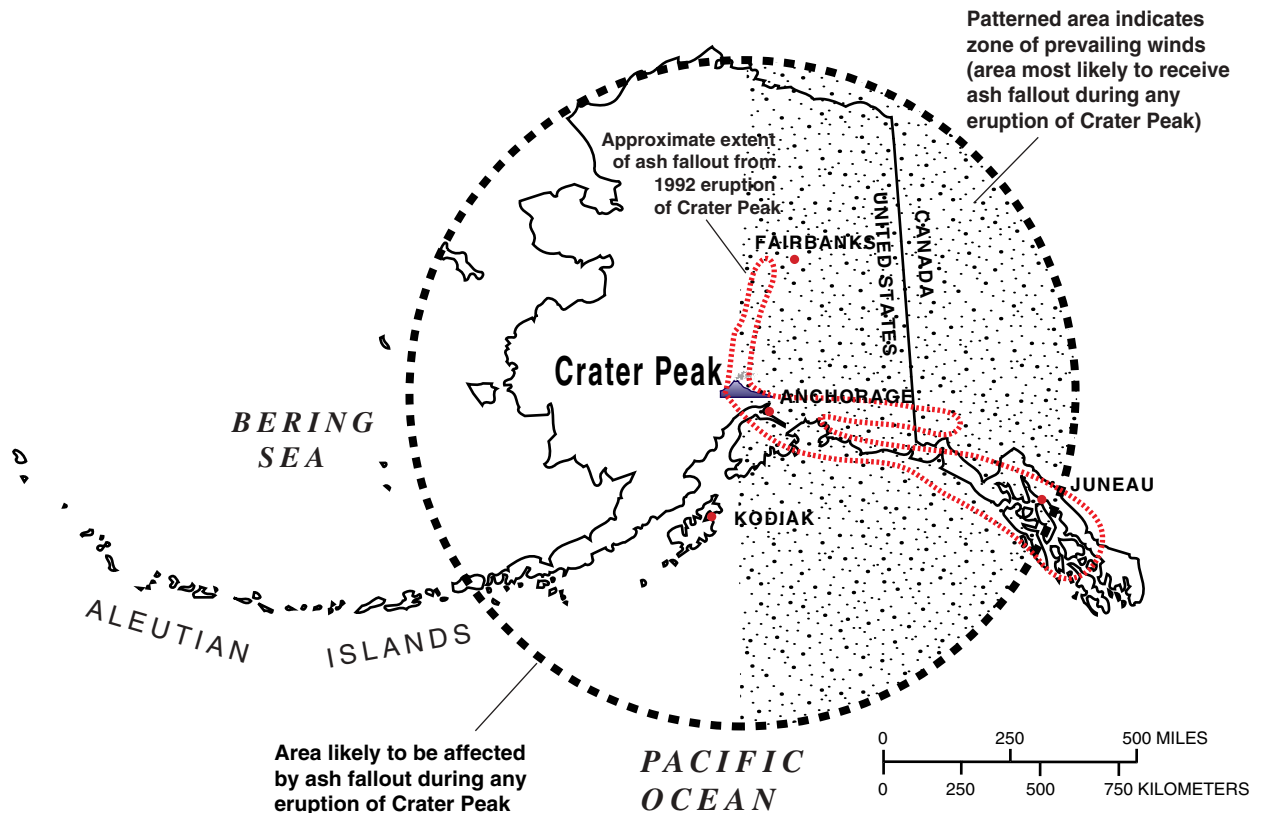 Patterned area indicates
zone of prevailing winds
(area most likely to receive
ash fallout during any
eruption of Crater Peak)
Approximate extent
of ash fallout from
1992 eruption
of Crater Peak
UNITED STATES
CANADA
FAIRBANKS
Crater Peak
ANCHORAGE
BERING
SEA
JUNEAU
KODIAK
ALEUTIAN
ISLANDS
Area likely to be affected
by ash fallout during any
eruption of Crater Peak
PACIFIC
OCEAN
0 250 500 MILES
0 250 500 750 KILOMETERS